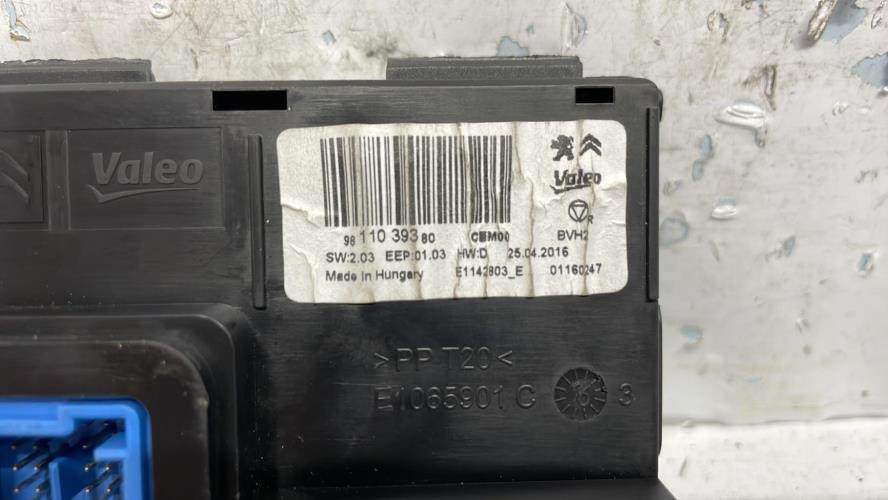 Valeo
Valeo
98 110 393 80 CEM00 BVH2
SW:2.03 EEP:01.03 HW:D 25.04.2016
Made in Hungary E1142803_E 01160247
>PP T20<
E1065901 C 3